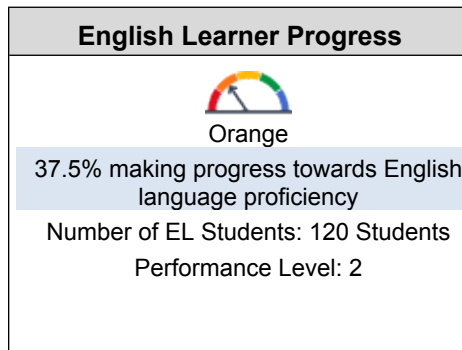 English Learner Progress
Orange
37.5% making progress towards English
language proficiency
Number of EL Students: 120 Students
Performance Level: 2